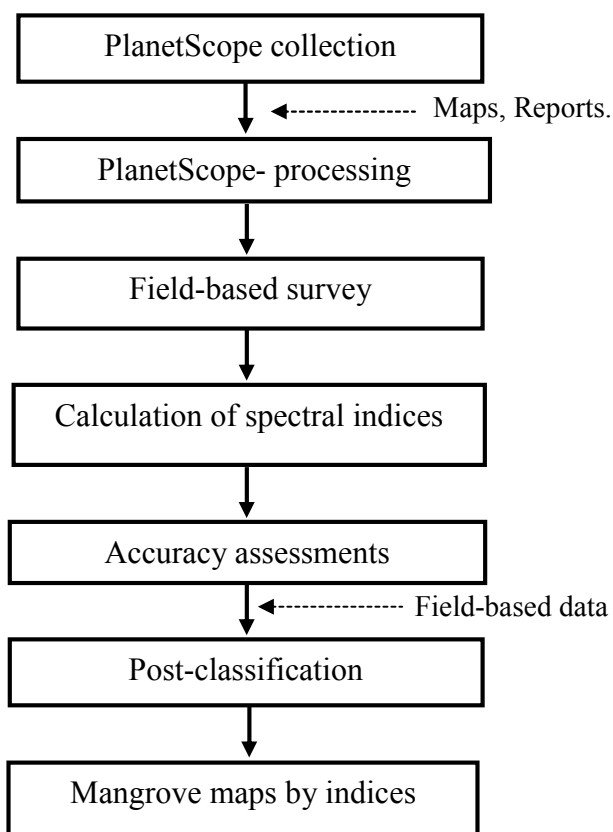 PlanetScope collection
Maps, Reports.
PlanetScope- processing
Field-based survey
Calculation of spectral indices
Accuracy assessments
Field-based data
Post-classification
Mangrove maps by indices